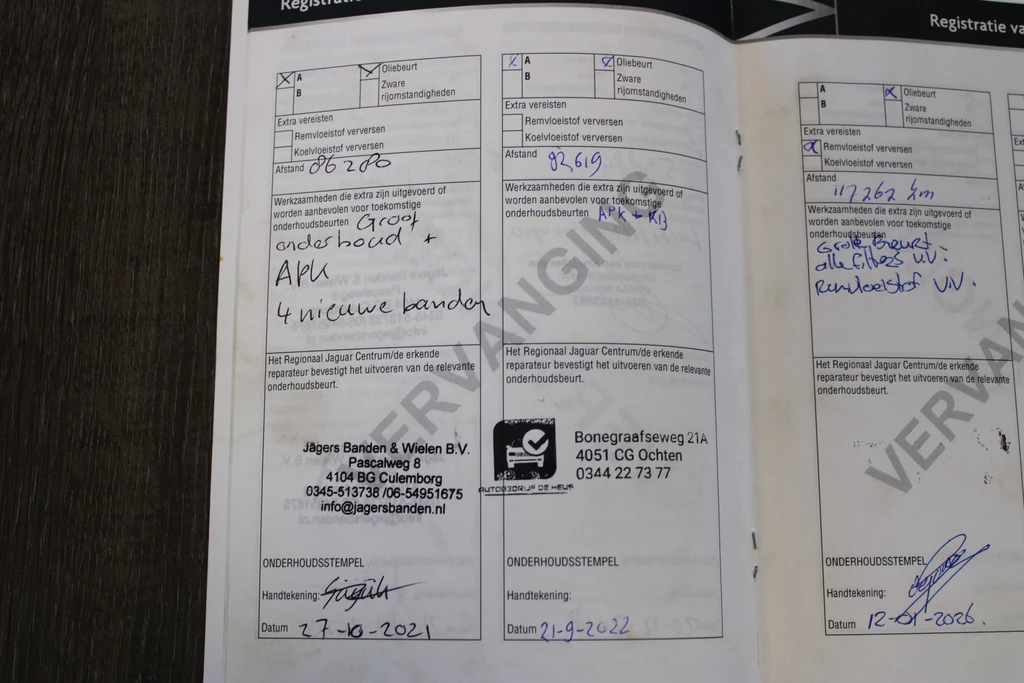 Registratie va
A
Oliebeurt
B
Zware
rijomstandigheden
Extra vereisten
Remvloeistof verversen
Koelvloeistof verversen
Afstand 86280
Werkzaamheden die extra zijn uitgevoerd of
worden aanbevolen voor toekomstige
onderhoudsbeurten Groot
onderhoud +
APK
4 nieuwe banden
Het Regionaal Jaguar Centrum/de erkende
reparateur bevestigt het uitvoeren van de relevante
onderhoudsbeurt.
Jägers Banden & Wielen B.V.
Pascalweg 8
4104 BG Culemborg
0345-513738 /06-54951675
info@jagersbanden.nl
ONDERHOUDSSTEMPEL
Handtekening:
Datum 27-10-2021
A
Oliebeurt
B
Zware
rijomstandigheden
Extra vereisten
Remvloeistof verversen
Koelvloeistof verversen
Afstand 92619
Werkzaamheden die extra zijn uitgevoerd of
worden aanbevolen voor toekomstige
onderhoudsbeurten APK + KB
Het Regionaal Jaguar Centrum/de erkende
reparateur bevestigt het uitvoeren van de relevante
onderhoudsbeurt.
AUTOBEDRIJF DE HEUS
Bonegraafseweg 21A
4051 CG Ochten
0344 22 73 77
ONDERHOUDSSTEMPEL
Handtekening:
Datum 21-9-2022
VERVANGING
A
Oliebeurt
B
Zware
rijomstandigheden
Extra vereisten
Remvloeistof verversen
Koelvloeistof verversen
Afstand
117262 km
Werkzaamheden die extra zijn uitgevoerd of
worden aanbevolen voor toekomstige
onderhoudsbeurten
Grote Beurt.
alle filters VV.
Remvloeistof VV.
Het Regionaal Jaguar Centrum/de erkende
reparateur bevestigt het uitvoeren van de relevante
onderhoudsbeurt.
ONDERHOUDSSTEMPEL
Handtekening:
Datum 12-01-2026.
VERVAN